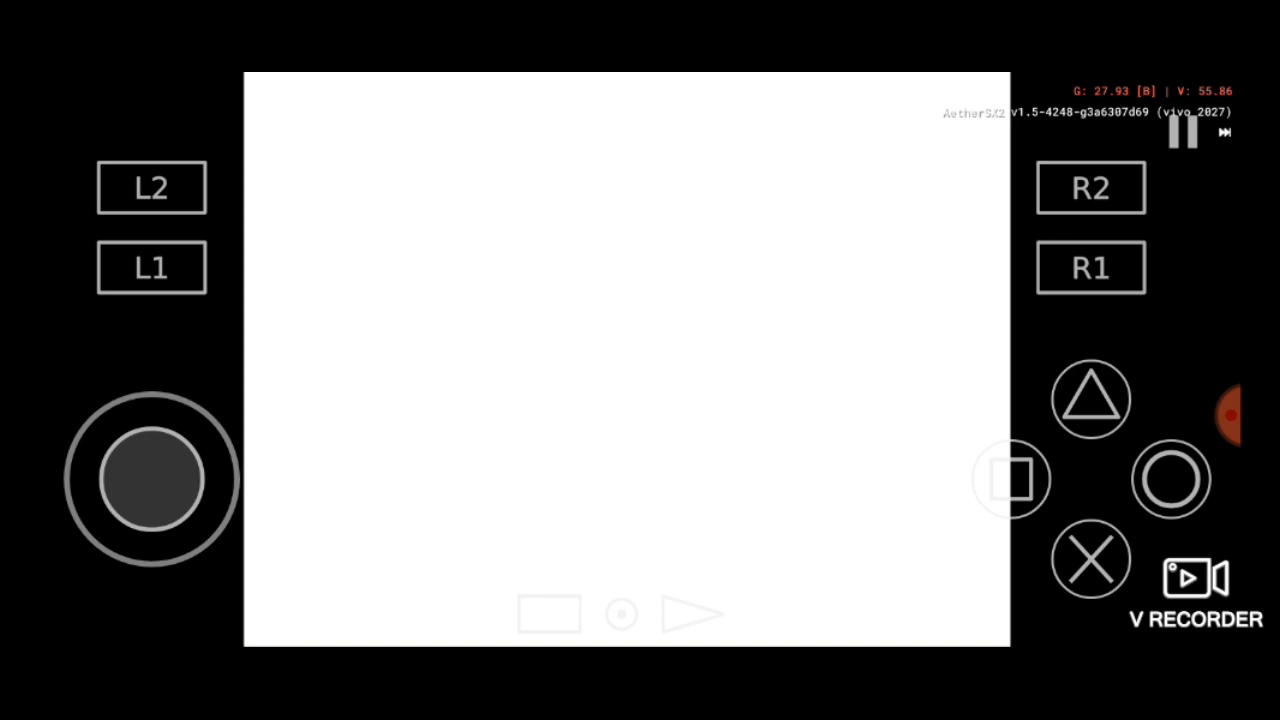 G: 27.93 [B] | V: 55.86
AetherSX2 v1.5-4248-g3a6307d69 (vivo 2027)
L2
R2
L1
R1
V RECORDER